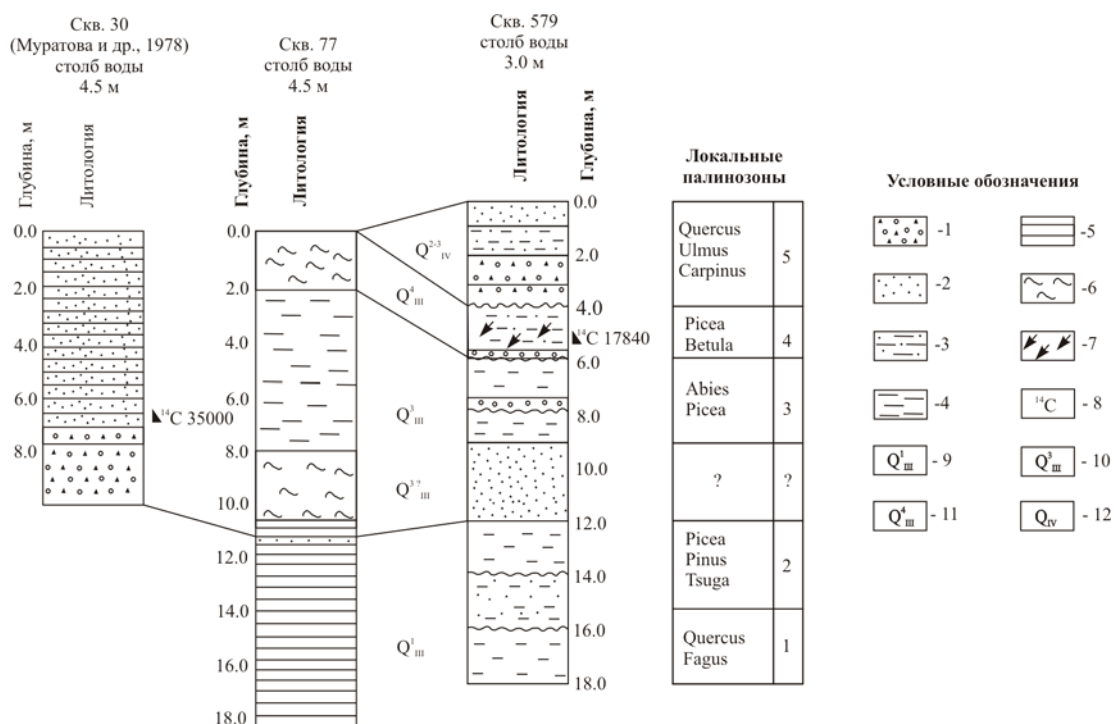 Скв. 30
(Муратова и др., 1978)
столб воды
4.5 м
Глубина, м
Литология
0.0
2.0
4.0
6.0
8.0
¹⁴C 35000
Скв. 77
столб воды
4.5 м
Глубина, м
Литология
0.0
2.0
4.0
6.0
8.0
10.0
12.0
14.0
16.0
18.0
Q²⁻³IV
Q⁴III
Q³III
Q³?III
Q¹III
Скв. 579
столб воды
3.0 м
Литология
Глубина, м
0.0
2.0
4.0
¹⁴C 17840
6.0
8.0
10.0
12.0
14.0
16.0
18.0
Локальные
палинозоны
Quercus
Ulmus 5
Carpinus
Picea
Betula 4
Abies
Picea 3
? ?
Picea
Pinus 2
Tsuga
Quercus 1
Fagus
Условные обозначения
-1 -5
-2 -6
-3 -7
-4 ¹⁴C - 8
Q¹III - 9 Q³III - 10
Q⁴III - 11 QIV - 12